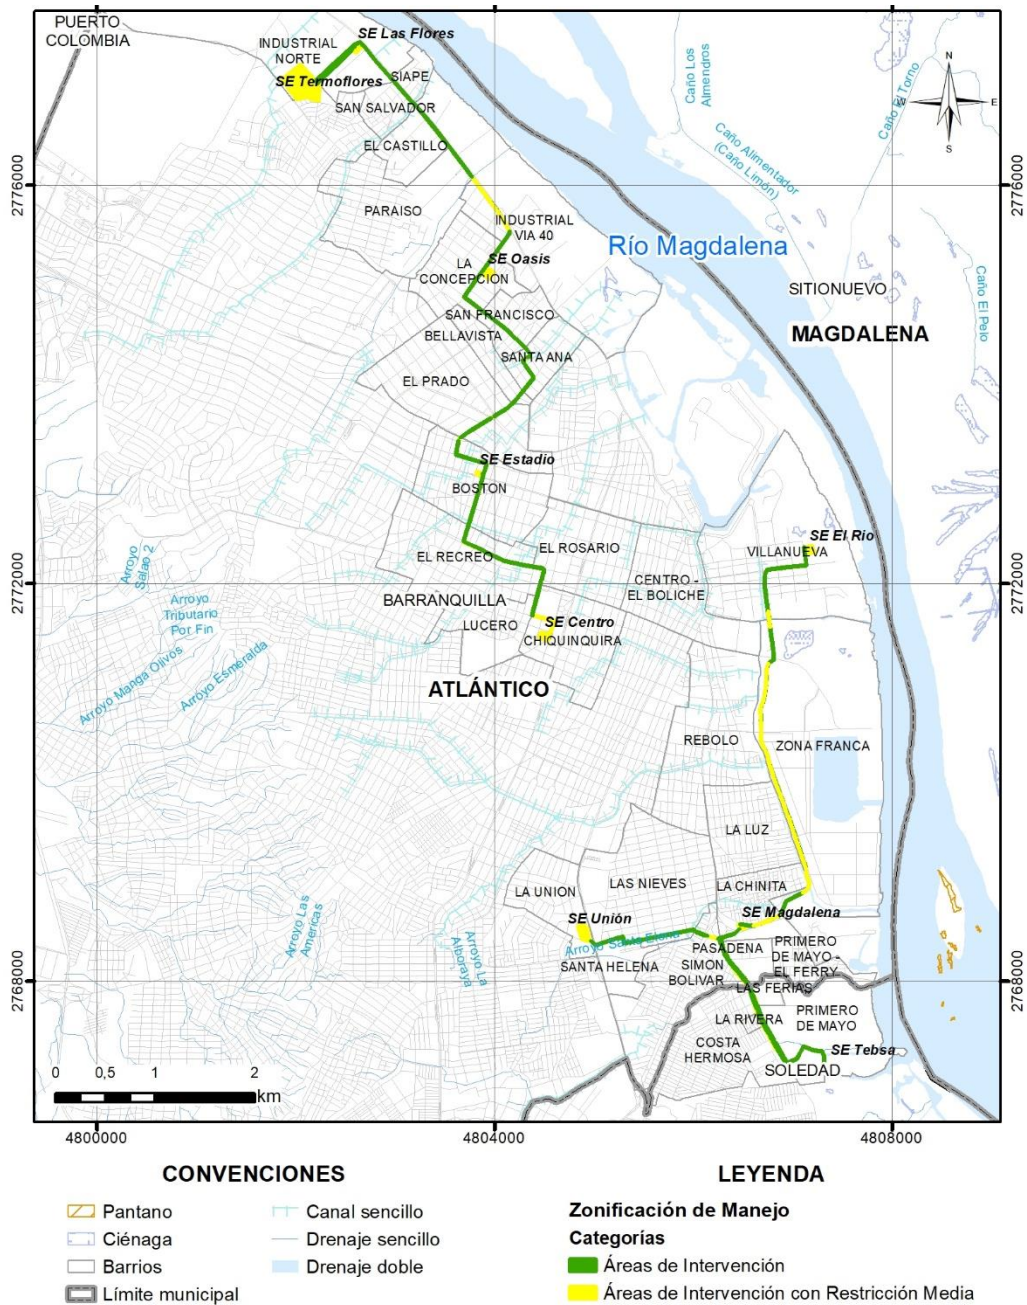 PUERTO
COLOMBIA
INDUSTRIAL
NORTE
SE Las Flores
SE Termoflores
SIAPE
SAN SALVADOR
EL CASTILLO
PARAISO
INDUSTRIAL
VIA 40
SE Oasis
LA
CONCEPCION
SAN FRANCISCO
BELLAVISTA
SANTA ANA
EL PRADO
SE Estadio
BOSTON
EL RECREO
EL ROSARIO
BARRANQUILLA
LUCERO
SE Centro
CHIQUINQUIRA
CENTRO -
EL BOLICHE
SE El Rio
VILLANUEVA
ATLÁNTICO
REBOLO
ZONA FRANCA
LA LUZ
LA UNION
LAS NIEVES
LA CHINITA
SE Unión
SE Magdalena
Arroyo Santa Elena
PASADENA
SANTA HELENA
SIMON
BOLIVAR
PRIMERO
DE MAYO -
EL FERRY
LAS FERIAS
LA RIVERA
PRIMERO
DE MAYO
COSTA
HERMOSA
SE Tebsa
SOLEDAD
Río Magdalena
SITIONUEVO
MAGDALENA
Caño Los
Almendros
Caño Alimentador
(Caño Limón)
Caño El Torno
Caño El Pelo
Arroyo
Salao 2
Arroyo
Tributario
Por Fin
Arroyo Manga Olivos
Arroyo Esmeralda
Arroyo Las
Americas
Arroyo La
Alboraya
N
W
E
S
2776000
2772000
2768000
2776000
2772000
2768000
0 0,5 1 2
km
4800000
4804000
4808000
CONVENCIONES
Pantano
Ciénaga
Barrios
Límite municipal
Canal sencillo
Drenaje sencillo
Drenaje doble
LEYENDA
Zonificación de Manejo
Categorías
Áreas de Intervención
Áreas de Intervención con Restricción Media